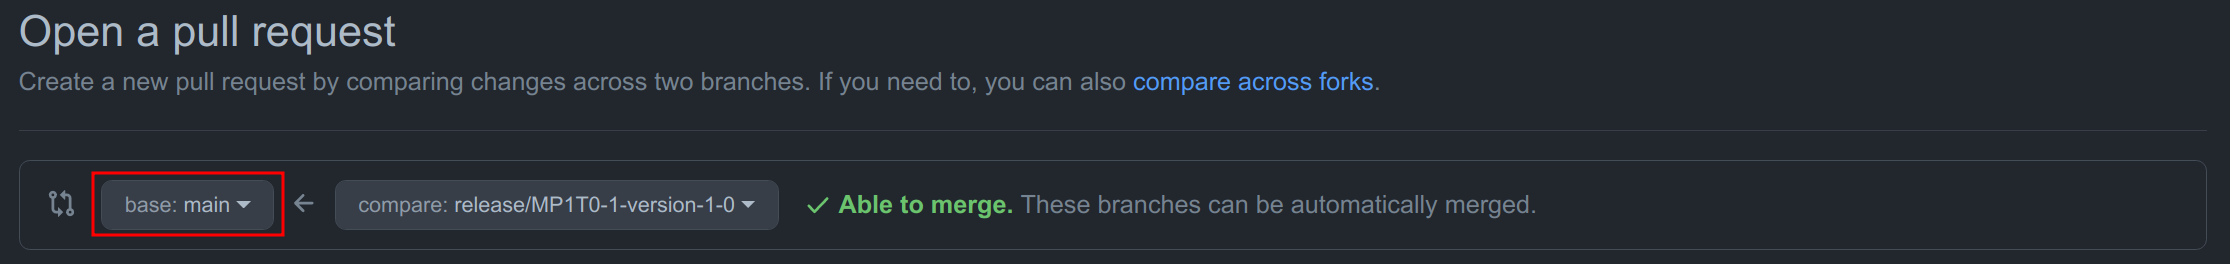 Open a pull request
Create a new pull request by comparing changes across two branches. If you need to, you can also compare across forks.
base: main compare: release/MP1T0-1-version-1-0 Able to merge. These branches can be automatically merged.